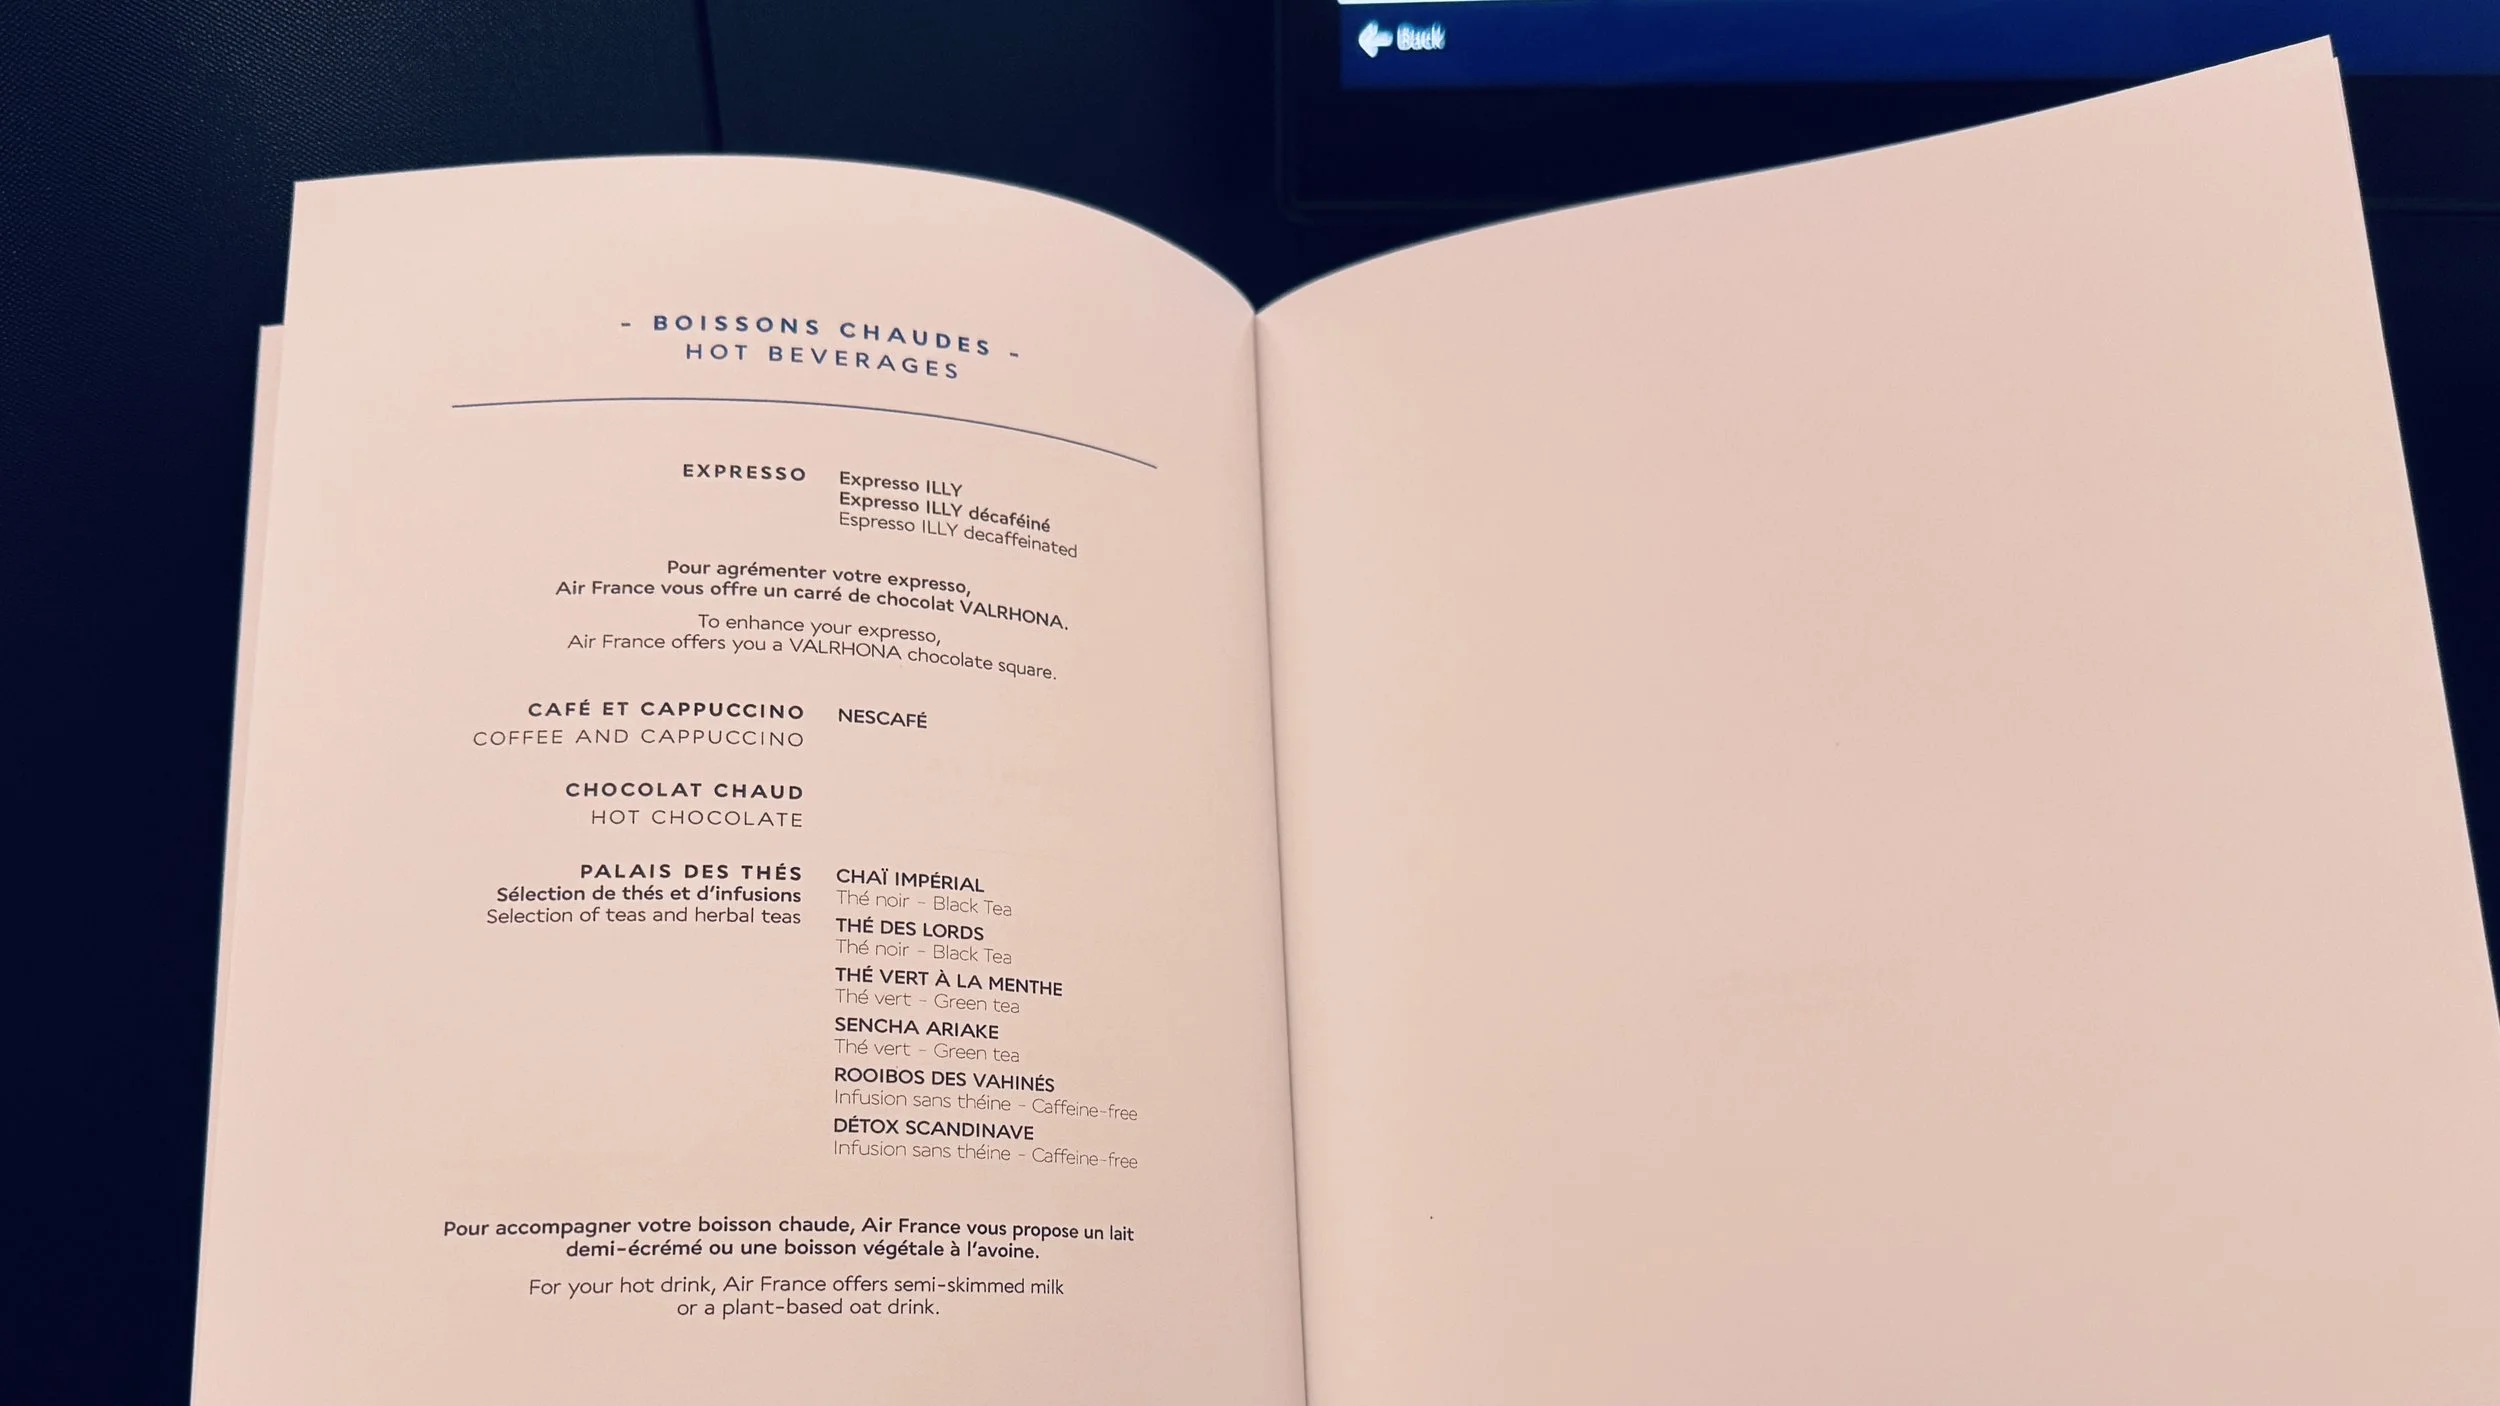 Back
- BOISSONS CHAUDES -
HOT BEVERAGES
EXPRESSO
Expresso ILLY
Expresso ILLY décaféiné
Espresso ILLY decaffeinated
Pour agrémenter votre expresso,
Air France vous offre un carré de chocolat VALRHONA.
To enhance your expresso,
Air France offers you a VALRHONA chocolate square.
CAFÉ ET CAPPUCCINO
COFFEE AND CAPPUCCINO
NESCAFÉ
CHOCOLAT CHAUD
HOT CHOCOLATE
PALAIS DES THÉS
Sélection de thés et d'infusions
Selection of teas and herbal teas
CHAÏ IMPÉRIAL
Thé noir - Black Tea
THÉ DES LORDS
Thé noir - Black Tea
THÉ VERT À LA MENTHE
Thé vert - Green tea
SENCHA ARIAKE
Thé vert - Green tea
ROOIBOS DES VAHINÉS
Infusion sans théine - Caffeine-free
DÉTOX SCANDINAVE
Infusion sans théine - Caffeine-free
Pour accompagner votre boisson chaude, Air France vous propose un lait
demi-écrémé ou une boisson végétale à l'avoine.
For your hot drink, Air France offers semi-skimmed milk
or a plant-based oat drink.